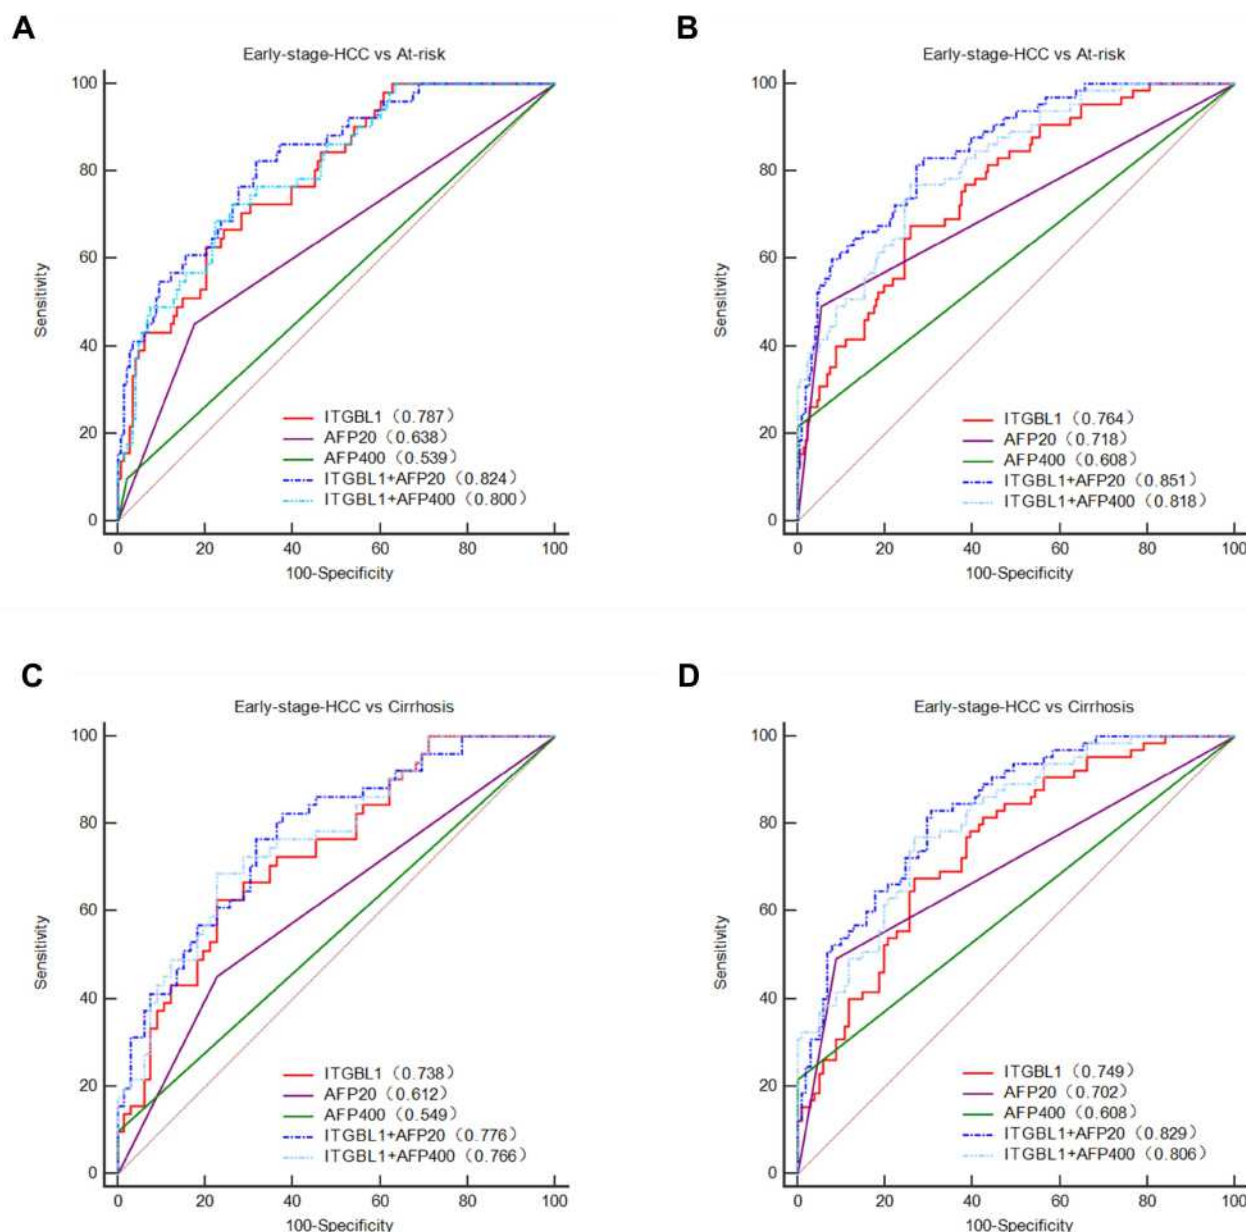 A
Early-stage-HCC vs At-risk
Sensitivity
100
80
60
40
20
0
ITGBL1（0.787）
AFP20（0.638）
AFP400（0.539）
ITGBL1+AFP20（0.824）
ITGBL1+AFP400（0.800）
0 20 40 60 80 100
100-Specificity
B
Early-stage-HCC vs At-risk
Sensitivity
100
80
60
40
20
0
ITGBL1（0.764）
AFP20（0.718）
AFP400（0.608）
ITGBL1+AFP20（0.851）
ITGBL1+AFP400（0.818）
0 20 40 60 80 100
100-Specificity
C
Early-stage-HCC vs Cirrhosis
Sensitivity
100
80
60
40
20
0
ITGBL1（0.738）
AFP20（0.612）
AFP400（0.549）
ITGBL1+AFP20（0.776）
ITGBL1+AFP400（0.766）
0 20 40 60 80 100
100-Specificity
D
Early-stage-HCC vs Cirrhosis
Sensitivity
100
80
60
40
20
0
ITGBL1（0.749）
AFP20（0.702）
AFP400（0.608）
ITGBL1+AFP20（0.829）
ITGBL1+AFP400（0.806）
0 20 40 60 80 100
100-Specificity